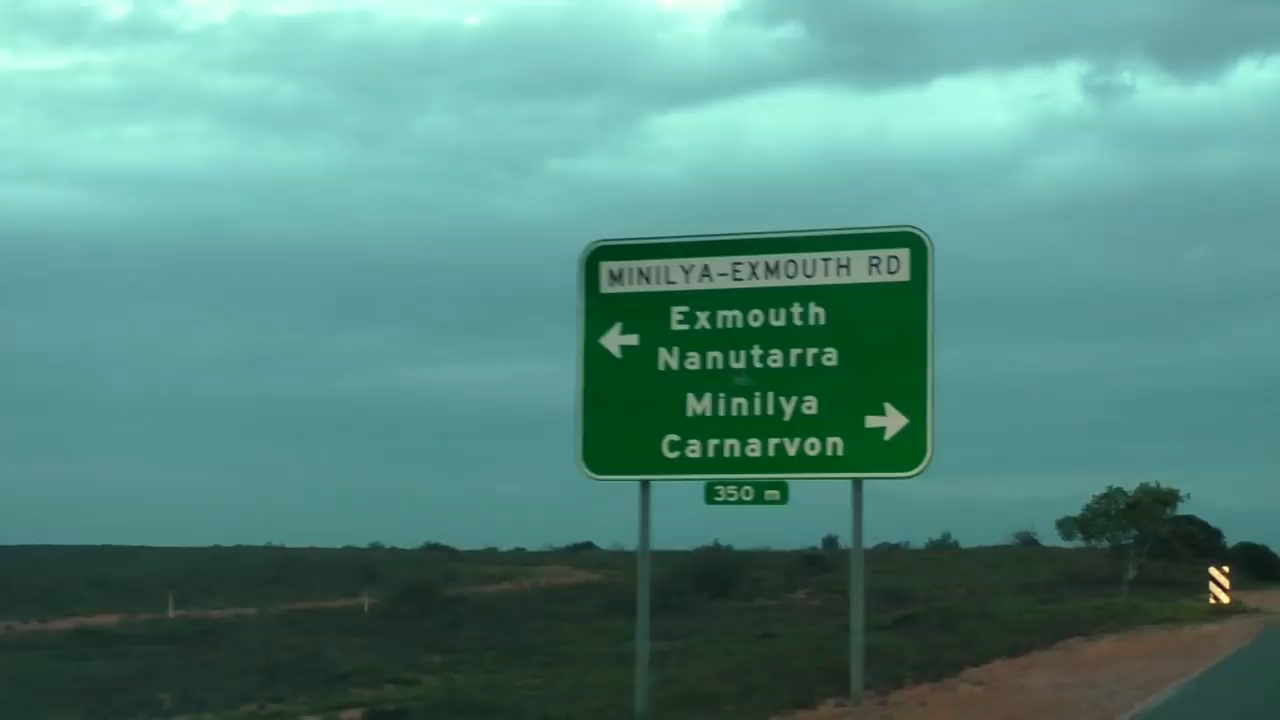 MINILYA-EXMOUTH RD
Exmouth
Nanutarra
Minilya
Carnarvon
350 m